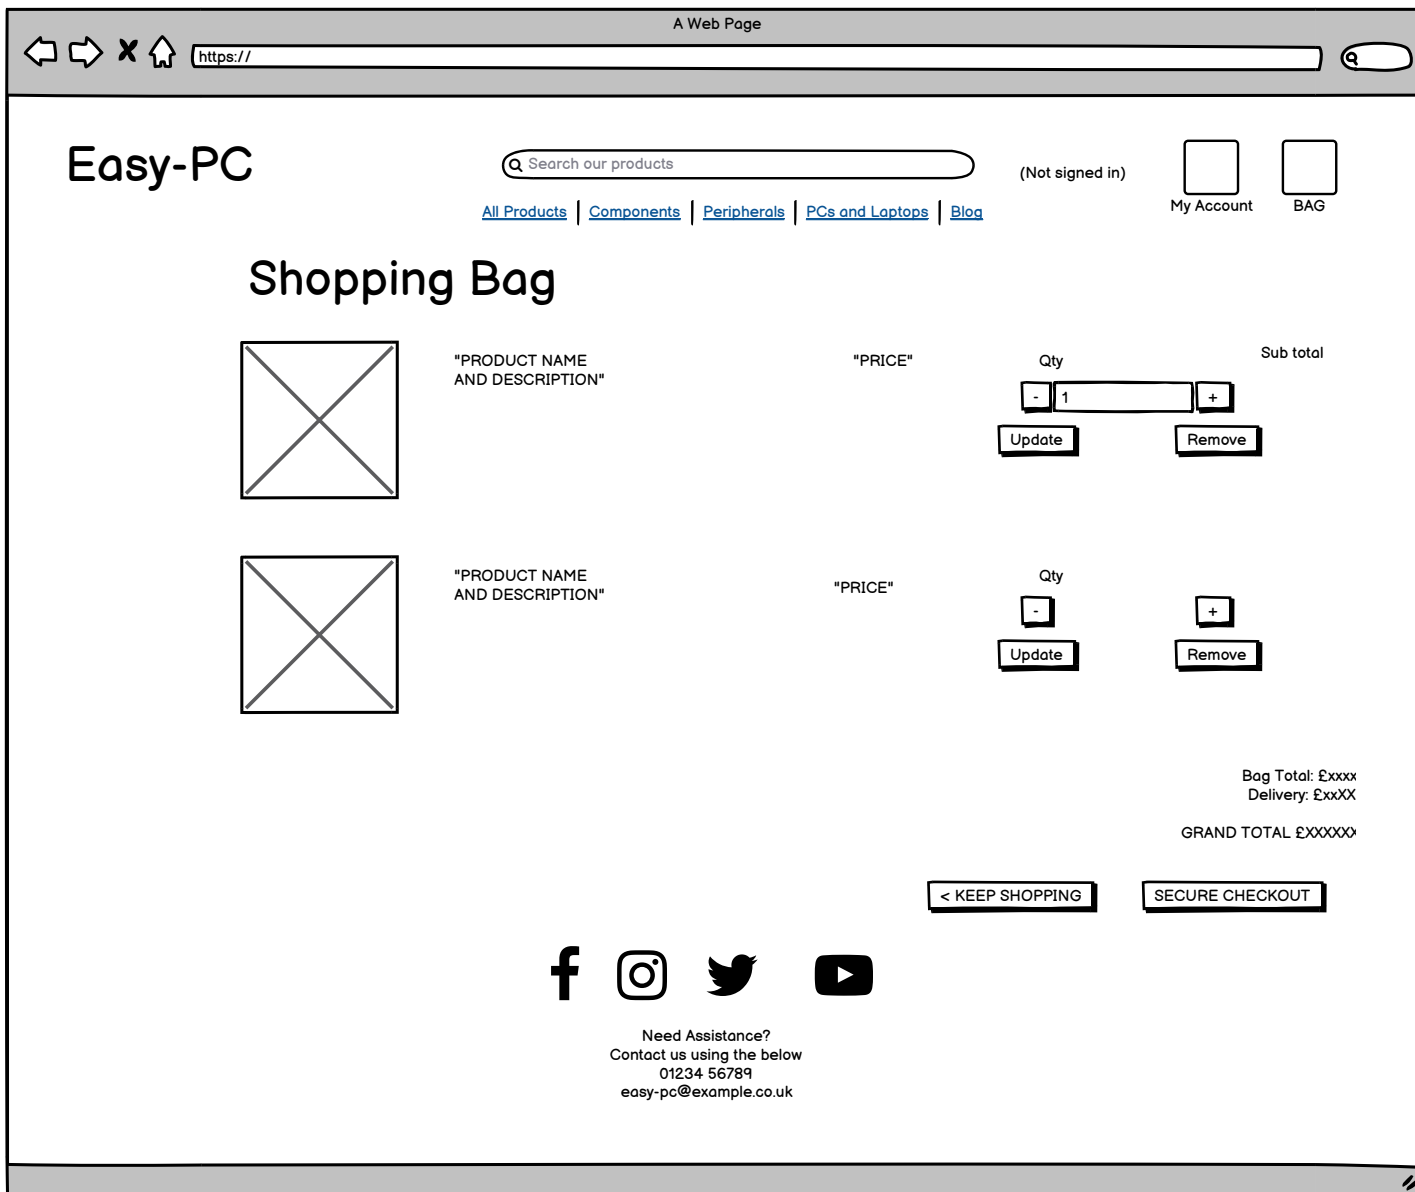 A Web Page
https://
Easy-PC
Search our products
(Not signed in)
My Account
BAG
All Products | Components | Peripherals | PCs and Laptops | Blog
Shopping Bag
"PRODUCT NAME
AND DESCRIPTION"
"PRICE"
Qty
Sub total
- 1 +
Update
Remove
"PRODUCT NAME
AND DESCRIPTION"
"PRICE"
Qty
- +
Update
Remove
Bag Total: £xxxx
Delivery: £xxXX
GRAND TOTAL £XXXXXX
< KEEP SHOPPING
SECURE CHECKOUT
Need Assistance?
Contact us using the below
01234 56789
easy-pc@example.co.uk